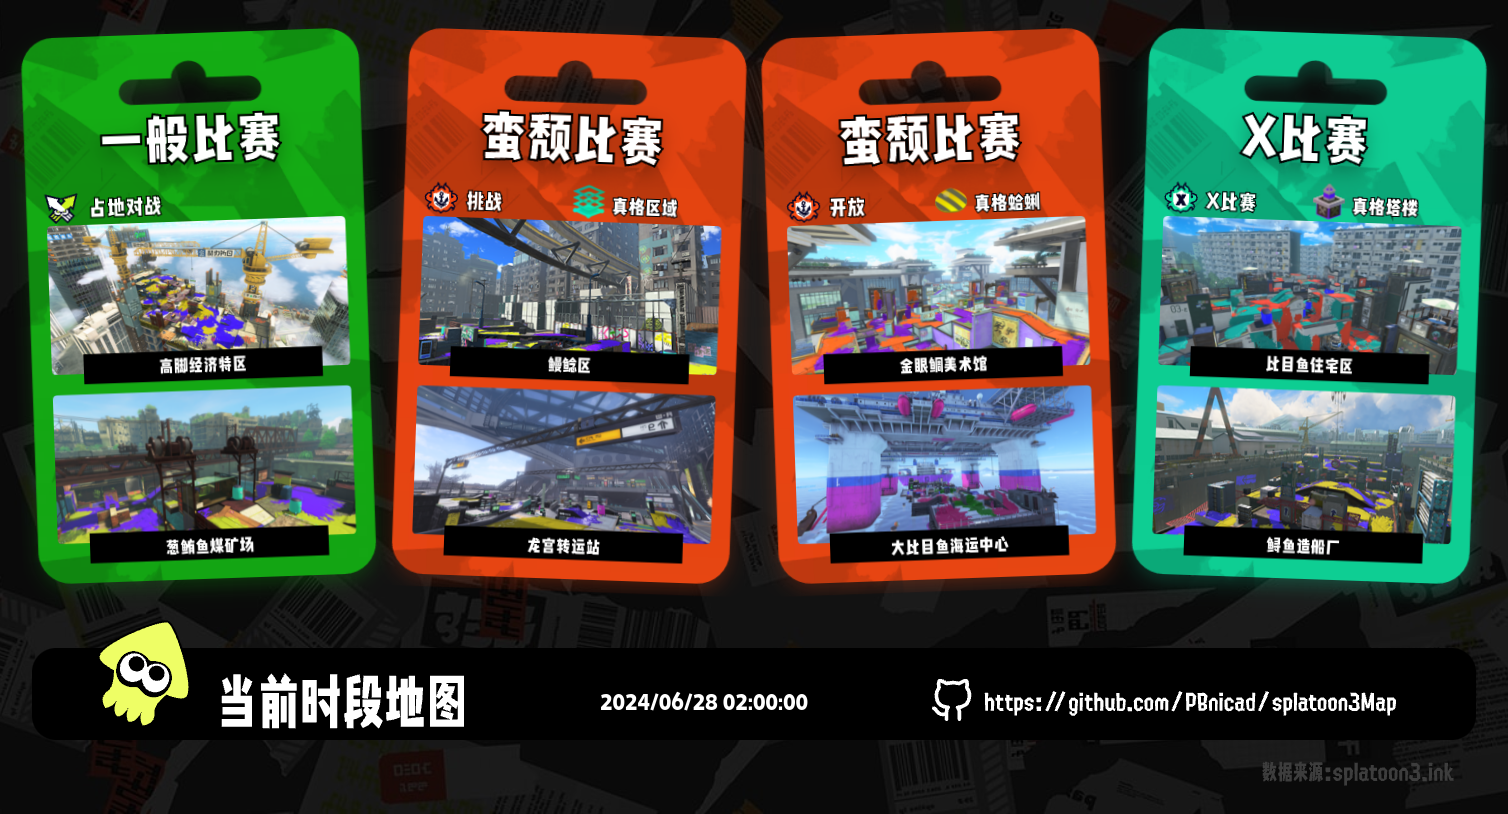 一般比赛
占地对战
高脚经济特区
葱鲔鱼煤矿场
蛮颓比赛
挑战
真格区域
鳗鲶区
龙宫转运站
蛮颓比赛
开放
真格蛤蜊
金眼鲷美术馆
大比目鱼海运中心
X比赛
X比赛
真格塔楼
比目鱼住宅区
鲟鱼造船厂
当前时段地图
2024/06/28 02:00:00
https://github.com/PBnicad/splatoon3Map
数据来源:splatoon3.ink